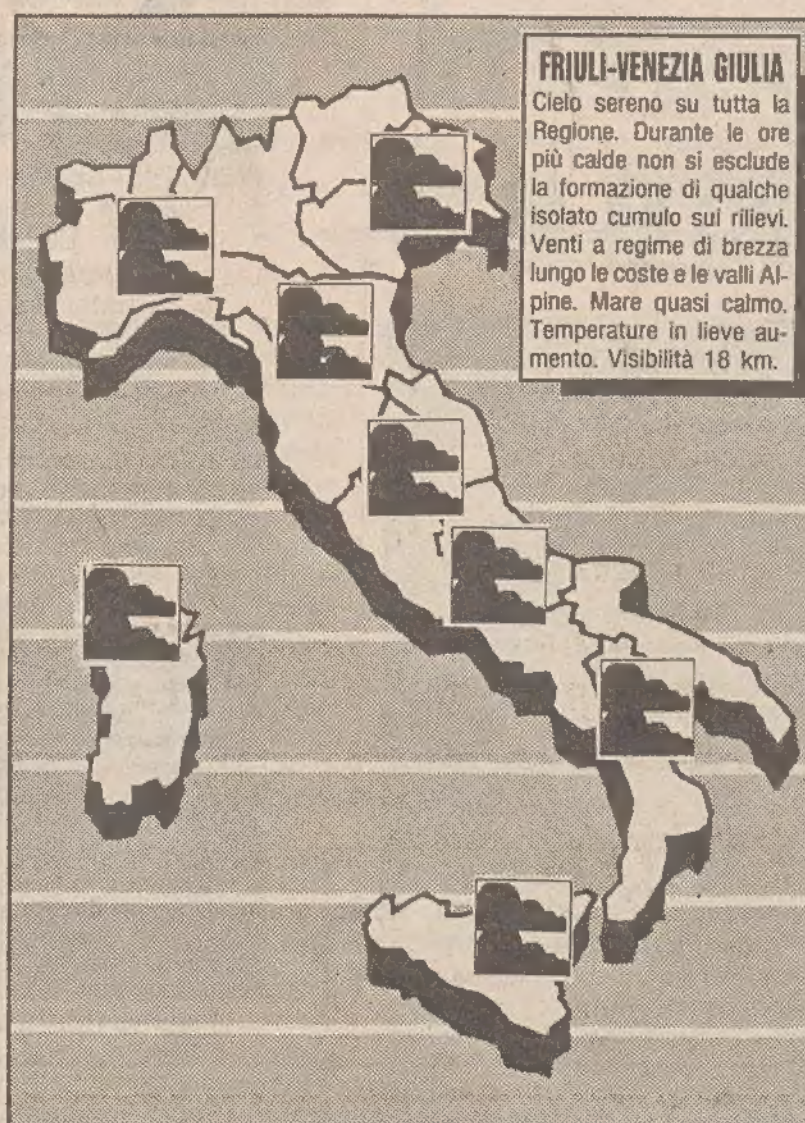 FRIULI-VENEZIA GIULIA
Cielo sereno su tutta la
Regione. Durante le ore
più calde non si esclude
la formazione di qualche
isolato cumulo sui rilievi.
Venti a regime di brezza
lungo le coste e le valli Al-
pine. Mare quasi calmo.
Temperature in lieve au-
mento. Visibilità 18 km.